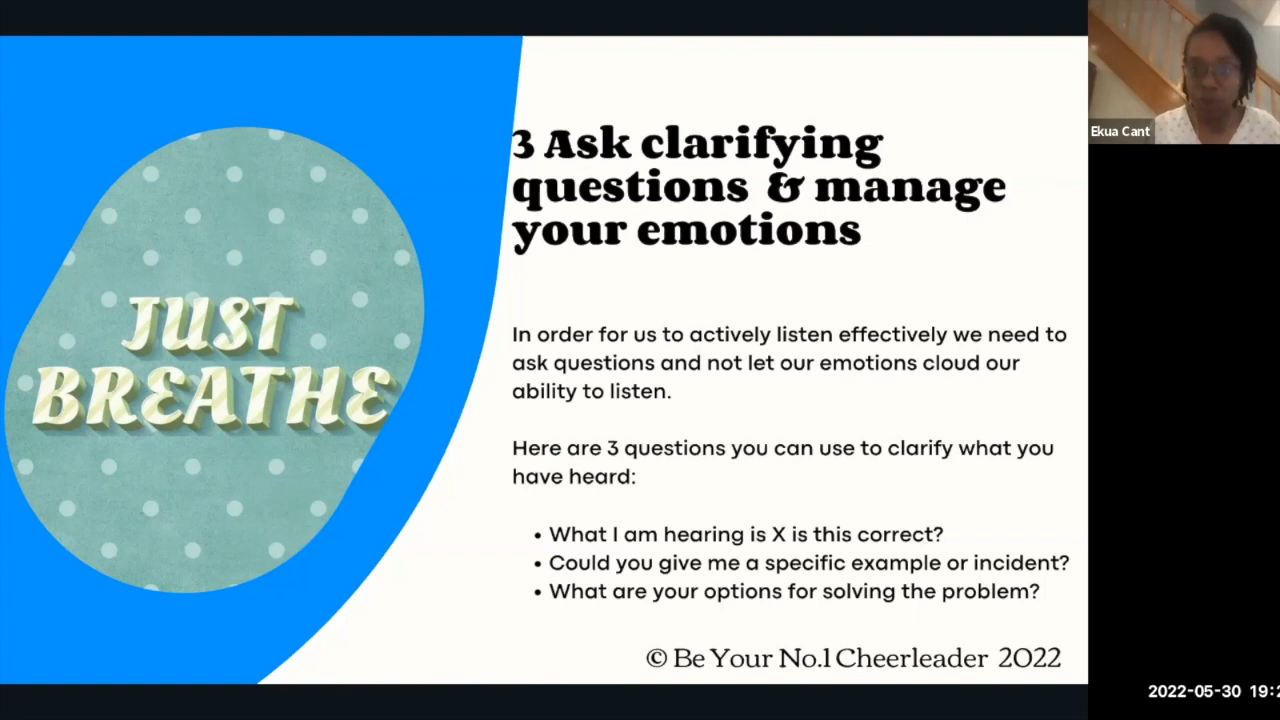 JUST
BREATHE
3 Ask clarifying
questions & manage
your emotions
In order for us to actively listen effectively we need to
ask questions and not let our emotions cloud our
ability to listen.
Here are 3 questions you can use to clarify what you
have heard:
• What I am hearing is X is this correct?
• Could you give me a specific example or incident?
• What are your options for solving the problem?
© Be Your No.1 Cheerleader 2022
Ekua Cant
2022-05-30 19:2